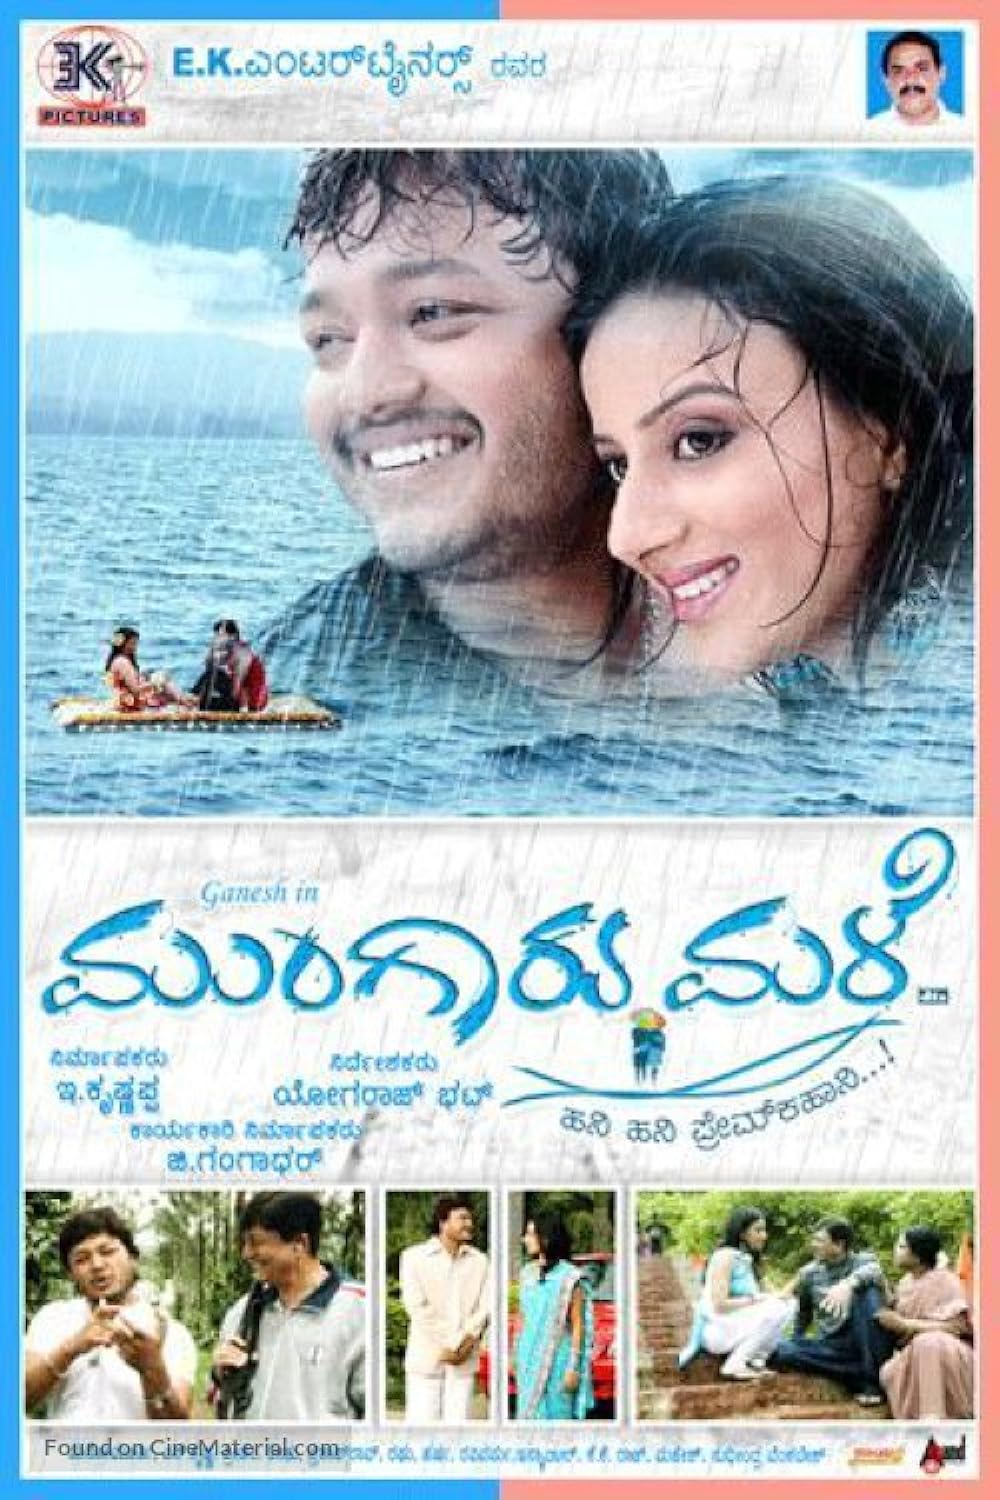 EK
PICTURES
E.K.ಎಂಟರ್‌ಟೈನರ್ಸ್ ರವರ
Ganesh in
ಮುಂಗಾರು ಮಳೆ
ನಿರ್ಮಾಪಕರು
ಇ.ಕೃಷ್ಣಪ್ಪ
ನಿರ್ದೇಶಕರು
ಯೋಗರಾಜ್ ಭಟ್
ಕಾರ್ಯಕಾರಿ ನಿರ್ಮಾಪಕರು
ಜಿ.ಗಂಗಾಧರ್
ಹನಿ ಹನಿ ಪ್ರೇಮ್‌ಕಹಾನಿ...!
Found on CineMaterial.com